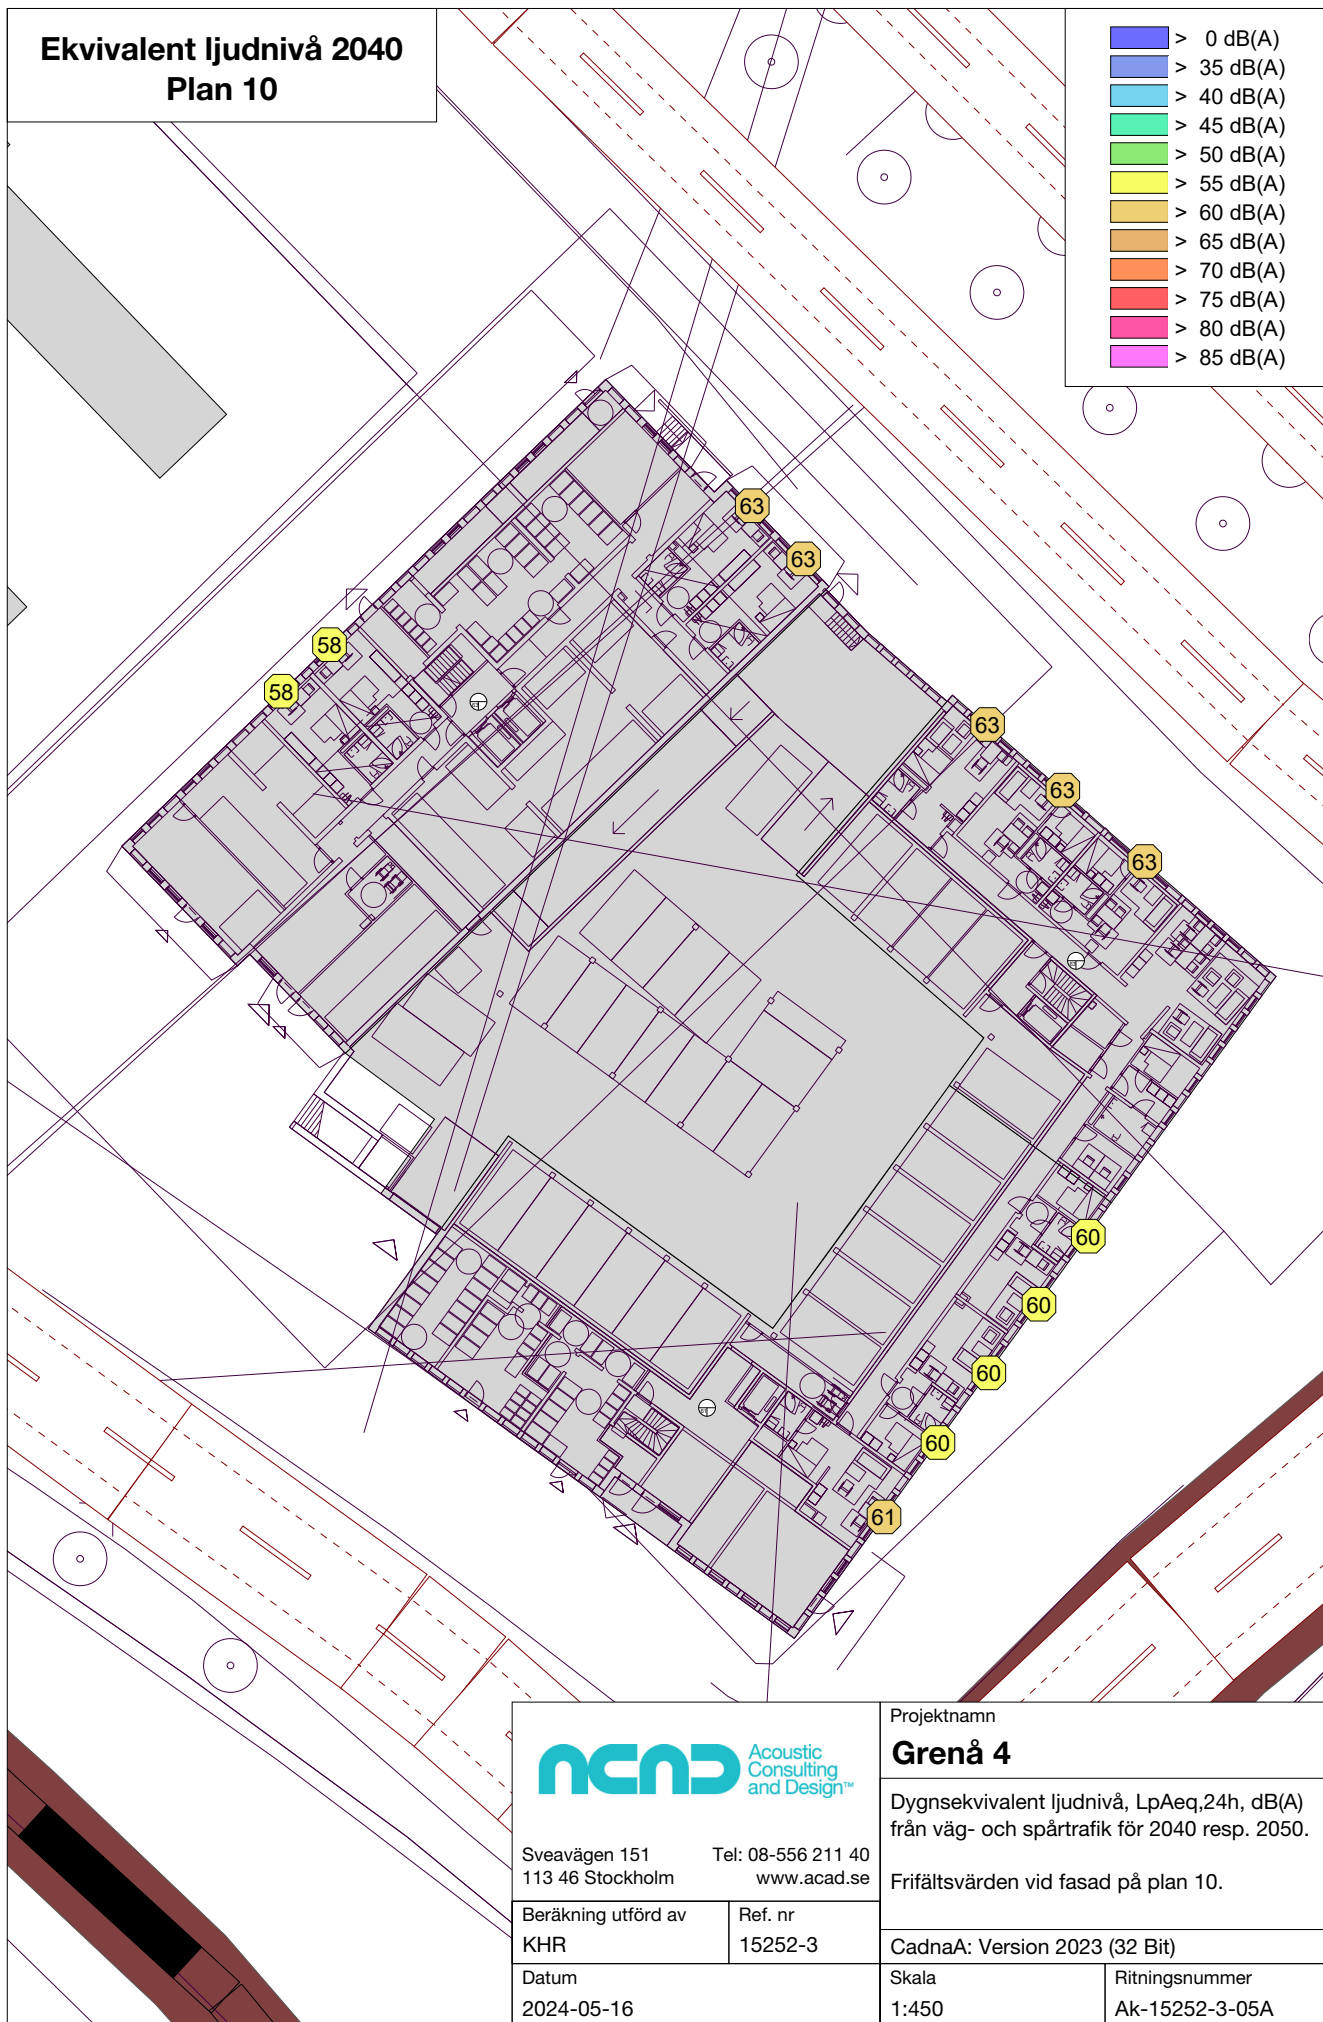 Ekvivalent ljudnivå 2040
Plan 10
> 0 dB(A)
> 35 dB(A)
> 40 dB(A)
> 45 dB(A)
> 50 dB(A)
> 55 dB(A)
> 60 dB(A)
> 65 dB(A)
> 70 dB(A)
> 75 dB(A)
> 80 dB(A)
> 85 dB(A)
63
63
58
58
63
63
63
60
60
60
60
61
ACAD
Acoustic
Consulting
and Design™
Sveavägen 151
113 46 Stockholm
Tel: 08-556 211 40
www.acad.se
Beräkning utförd av
KHR
Ref. nr
15252-3
Datum
2024-05-16
Projektnamn
Grenå 4
Dygnsekvivalent ljudnivå, LpAeq,24h, dB(A)
från väg- och spårtrafik för 2040 resp. 2050.
Frifältsvärden vid fasad på plan 10.
CadnaA: Version 2023 (32 Bit)
Skala
1:450
Ritningsnummer
Ak-15252-3-05A